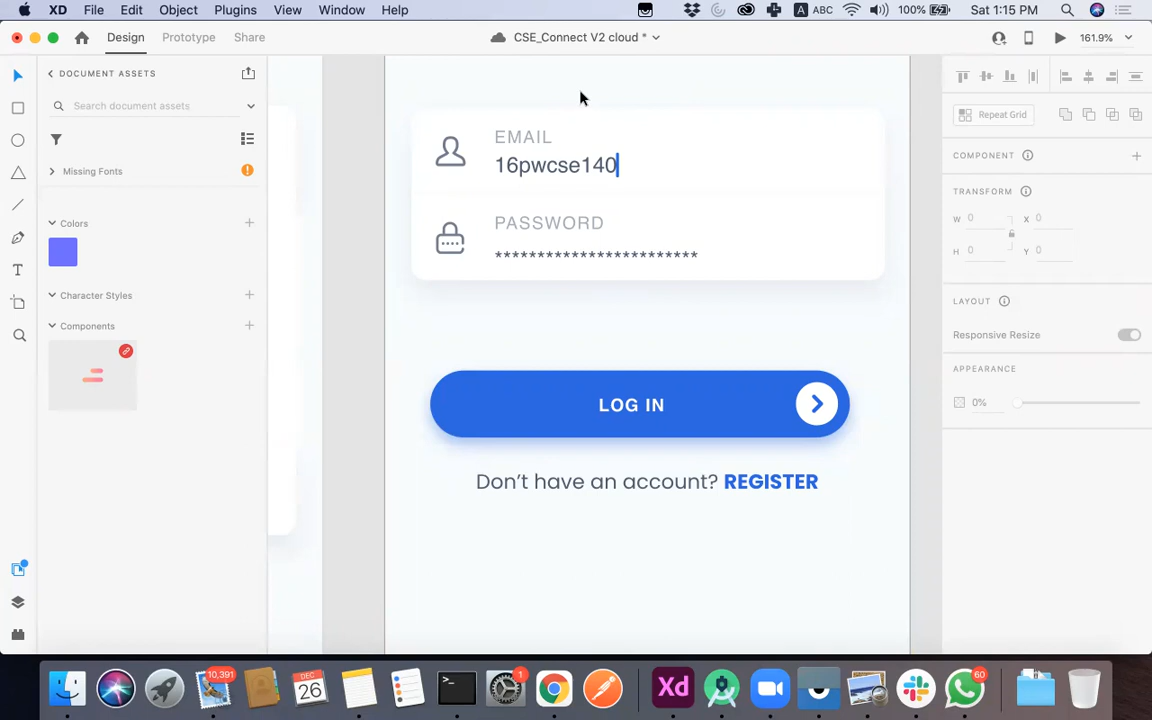 XD File Edit Object Plugins View Window Help
A ABC 100% Sat 1:15 PM
Design Prototype Share
CSE_Connect V2 cloud *
161.9%
DOCUMENT ASSETS
Search document assets
Missing Fonts
Colors
Character Styles
Components
EMAIL
16pwcse140
PASSWORD
************************
LOG IN
Don't have an account? REGISTER
Repeat Grid
COMPONENT
TRANSFORM
W 0 X 0
H 0 Y 0
LAYOUT
Responsive Resize
APPEARANCE
0%
10,391
DEC
26
1
Xd
60